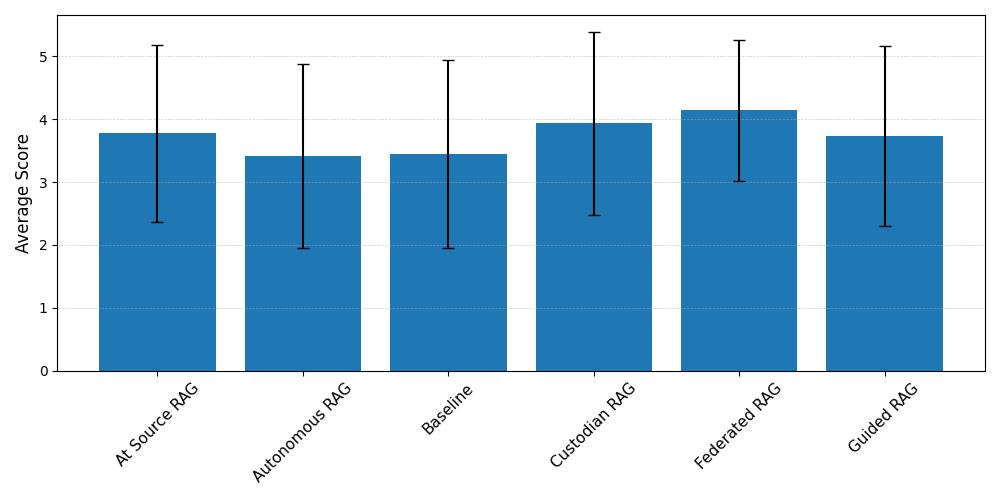 Average Score
5
4
3
2
1
0
At Source RAG
Autonomous RAG
Baseline
Custodian RAG
Federated RAG
Guided RAG